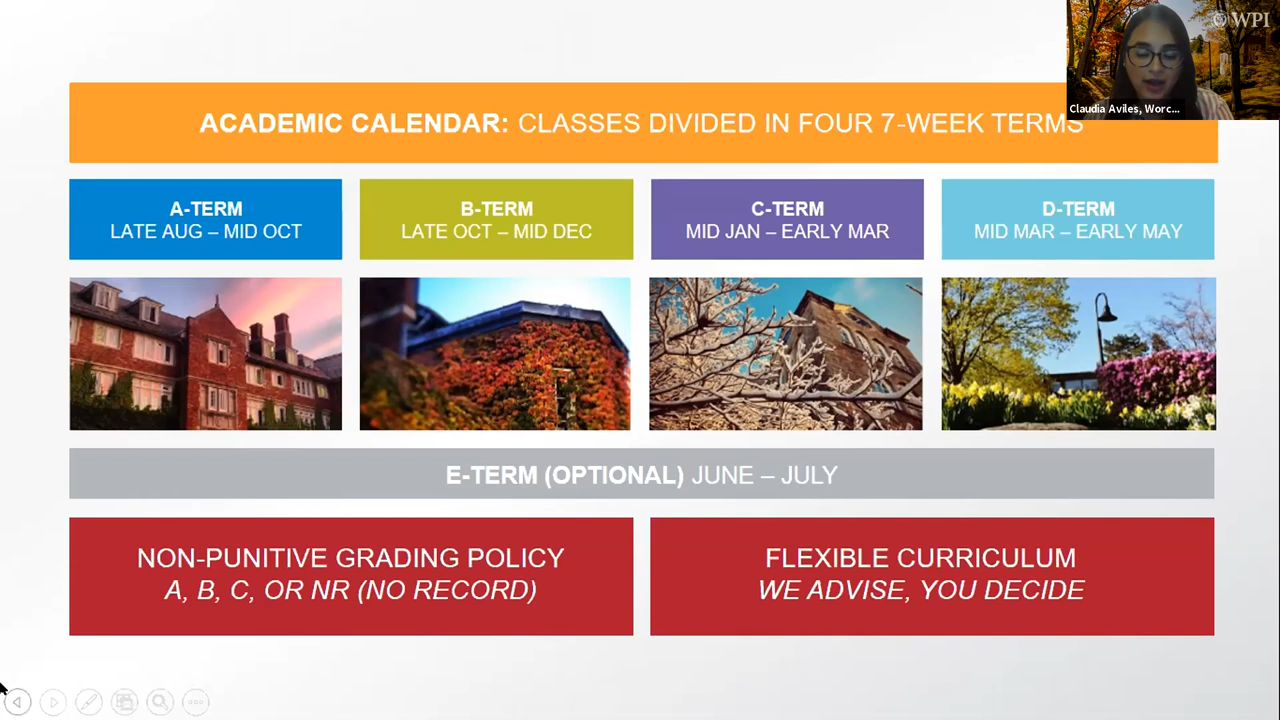 WPI
Claudia Aviles, Worc...
ACADEMIC CALENDAR: CLASSES DIVIDED IN FOUR 7-WEEK TERMS
A-TERM
LATE AUG – MID OCT
B-TERM
LATE OCT – MID DEC
C-TERM
MID JAN – EARLY MAR
D-TERM
MID MAR – EARLY MAY
E-TERM (OPTIONAL) JUNE – JULY
NON-PUNITIVE GRADING POLICY
A, B, C, OR NR (NO RECORD)
FLEXIBLE CURRICULUM
WE ADVISE, YOU DECIDE